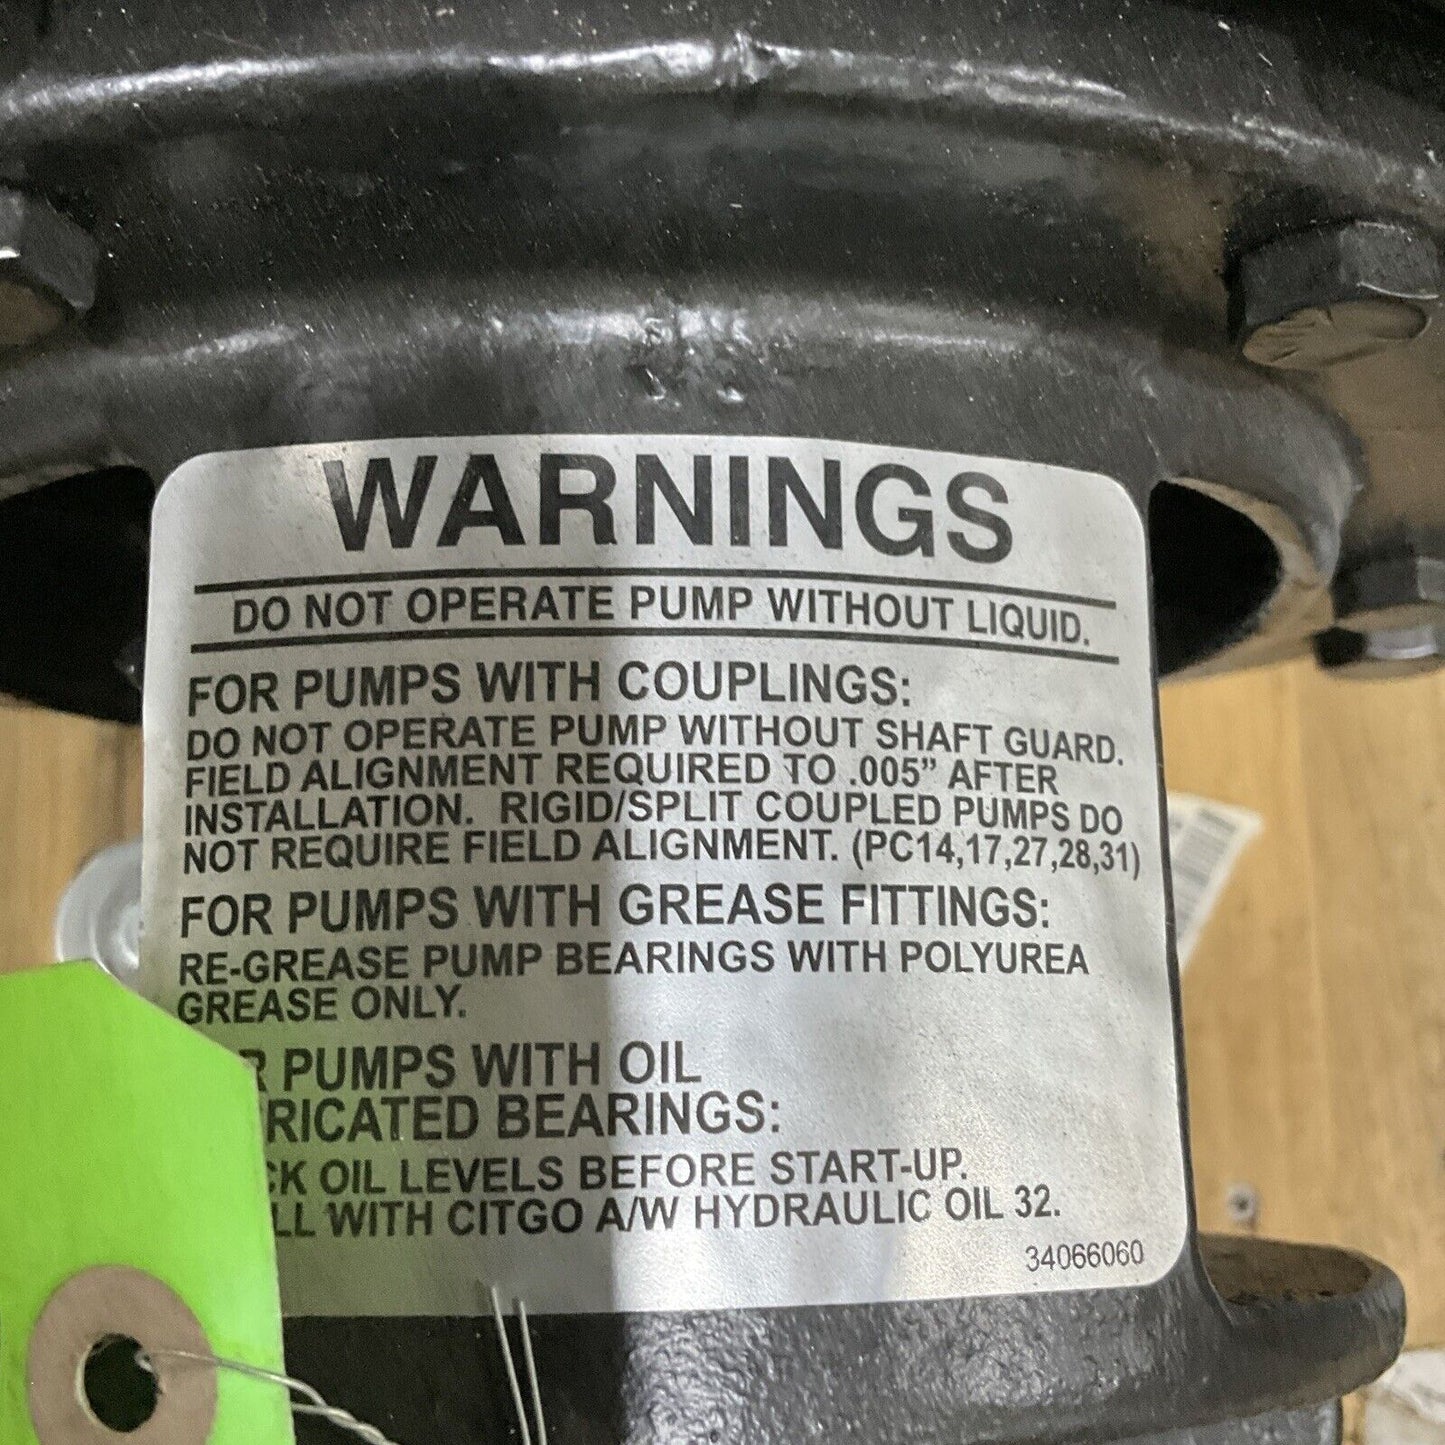 WARNINGS
DO NOT OPERATE PUMP WITHOUT LIQUID.
FOR PUMPS WITH COUPLINGS:
DO NOT OPERATE PUMP WITHOUT SHAFT GUARD.
FIELD ALIGNMENT REQUIRED TO .005” AFTER
INSTALLATION. RIGID/SPLIT COUPLED PUMPS DO
NOT REQUIRE FIELD ALIGNMENT. (PC14,17,27,28,31)
FOR PUMPS WITH GREASE FITTINGS:
RE-GREASE PUMP BEARINGS WITH POLYUREA
GREASE ONLY.
PUMPS WITH OIL
BEARINGS:
OIL LEVELS BEFORE START-UP.
WITH CITGO A/W HYDRAULIC OIL 32.
34066060